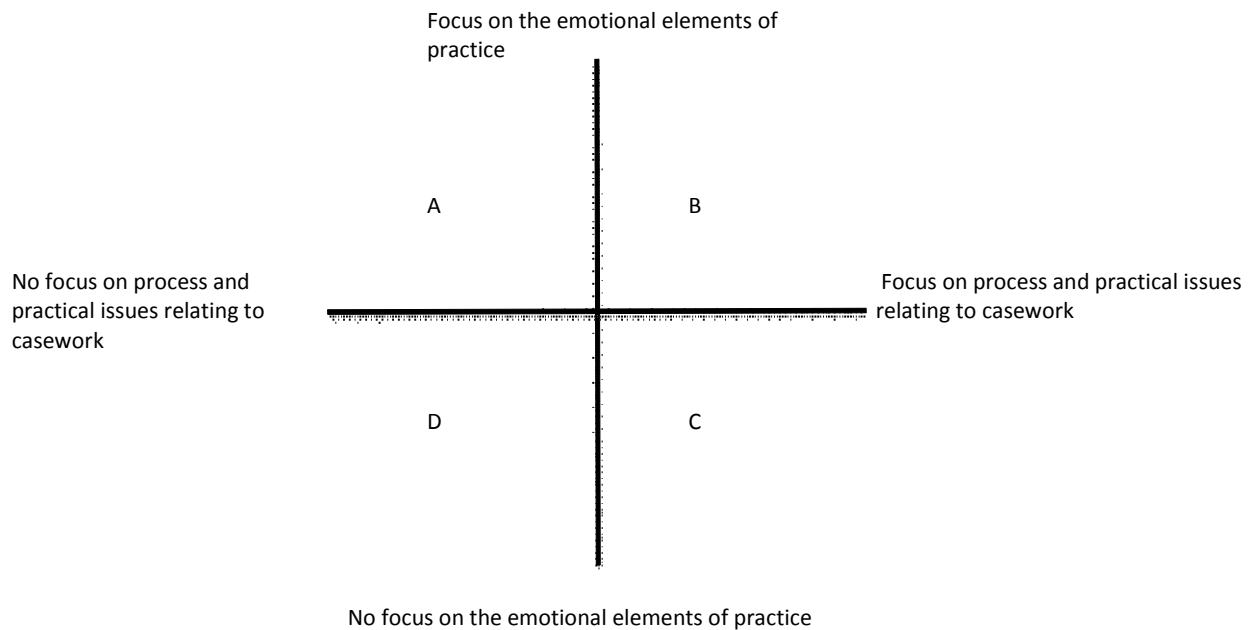 Focus on the emotional elements of
practice
A
B
No focus on process and
practical issues relating to
casework
Focus on process and practical issues
relating to casework
D
C
No focus on the emotional elements of practice